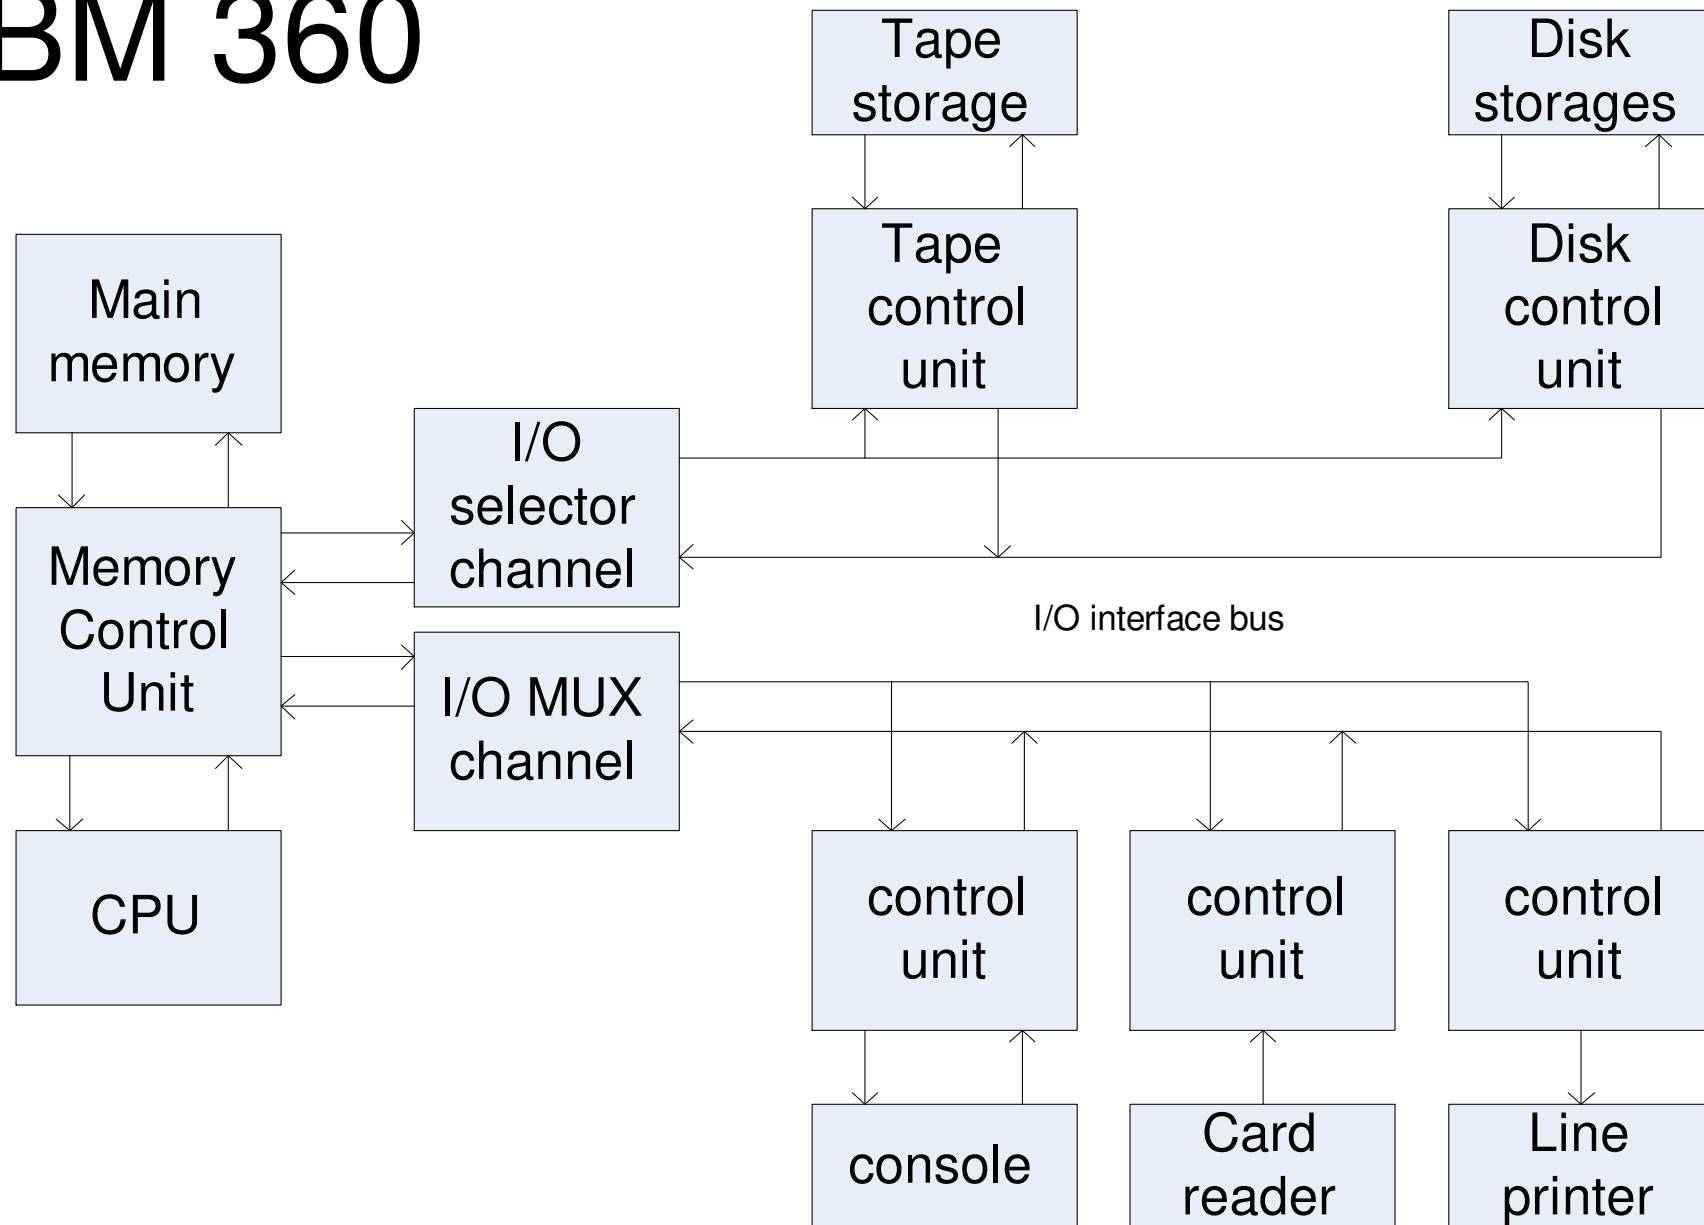 BM 360
Tape
storage
Disk
storages
Tape
control
unit
Disk
control
unit
Main
memory
I/O
selector
channel
Memory
Control
Unit
I/O interface bus
I/O MUX
channel
CPU
control
unit
control
unit
control
unit
console
Card
reader
Line
printer